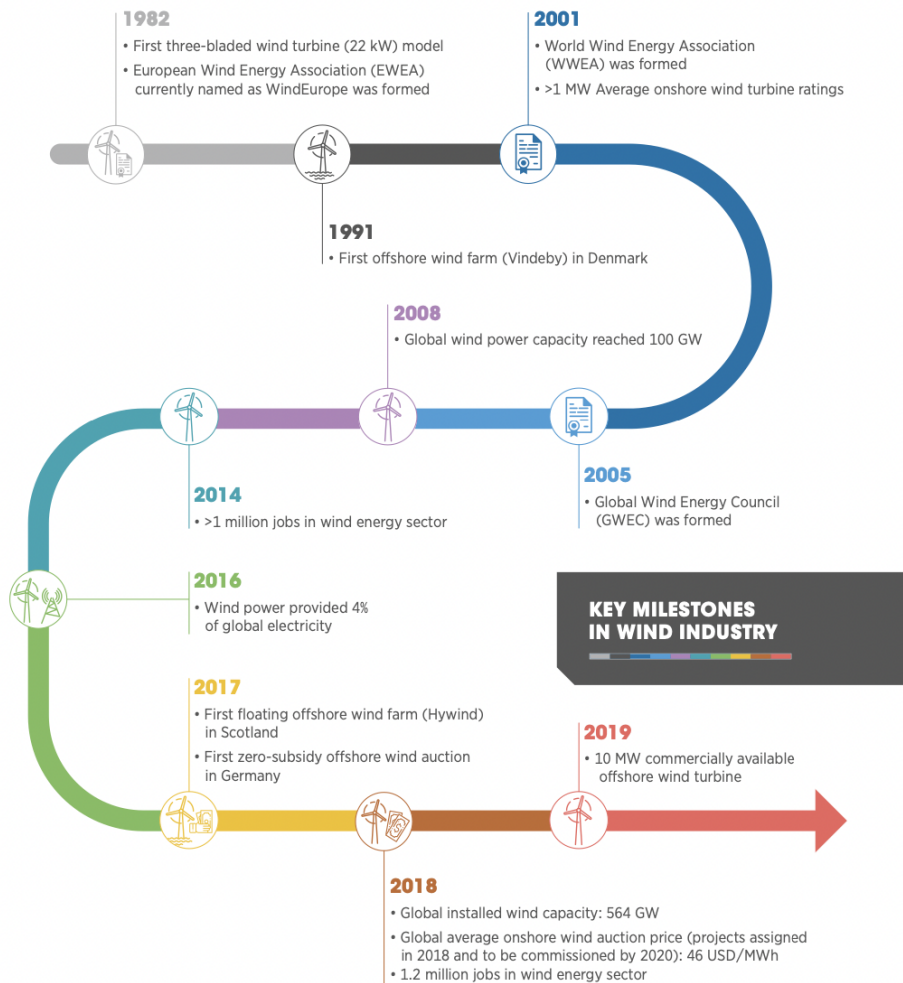 1982
• First three-bladed wind turbine (22 kW) model
• European Wind Energy Association (EWEA)
currently named as WindEurope was formed
2001
• World Wind Energy Association
(WWEA) was formed
• >1 MW Average onshore wind turbine ratings
1991
• First offshore wind farm (Vindeby) in Denmark
2008
• Global wind power capacity reached 100 GW
2005
• Global Wind Energy Council
(GWEC) was formed
2014
• >1 million jobs in wind energy sector
2016
• Wind power provided 4%
of global electricity
KEY MILESTONES
IN WIND INDUSTRY
2017
• First floating offshore wind farm (Hywind)
in Scotland
• First zero-subsidy offshore wind auction
in Germany
2019
• 10 MW commercially available
offshore wind turbine
2018
• Global installed wind capacity: 564 GW
• Global average onshore wind auction price (projects assigned
in 2018 and to be commissioned by 2020): 46 USD/MWh
• 1.2 million jobs in wind energy sector